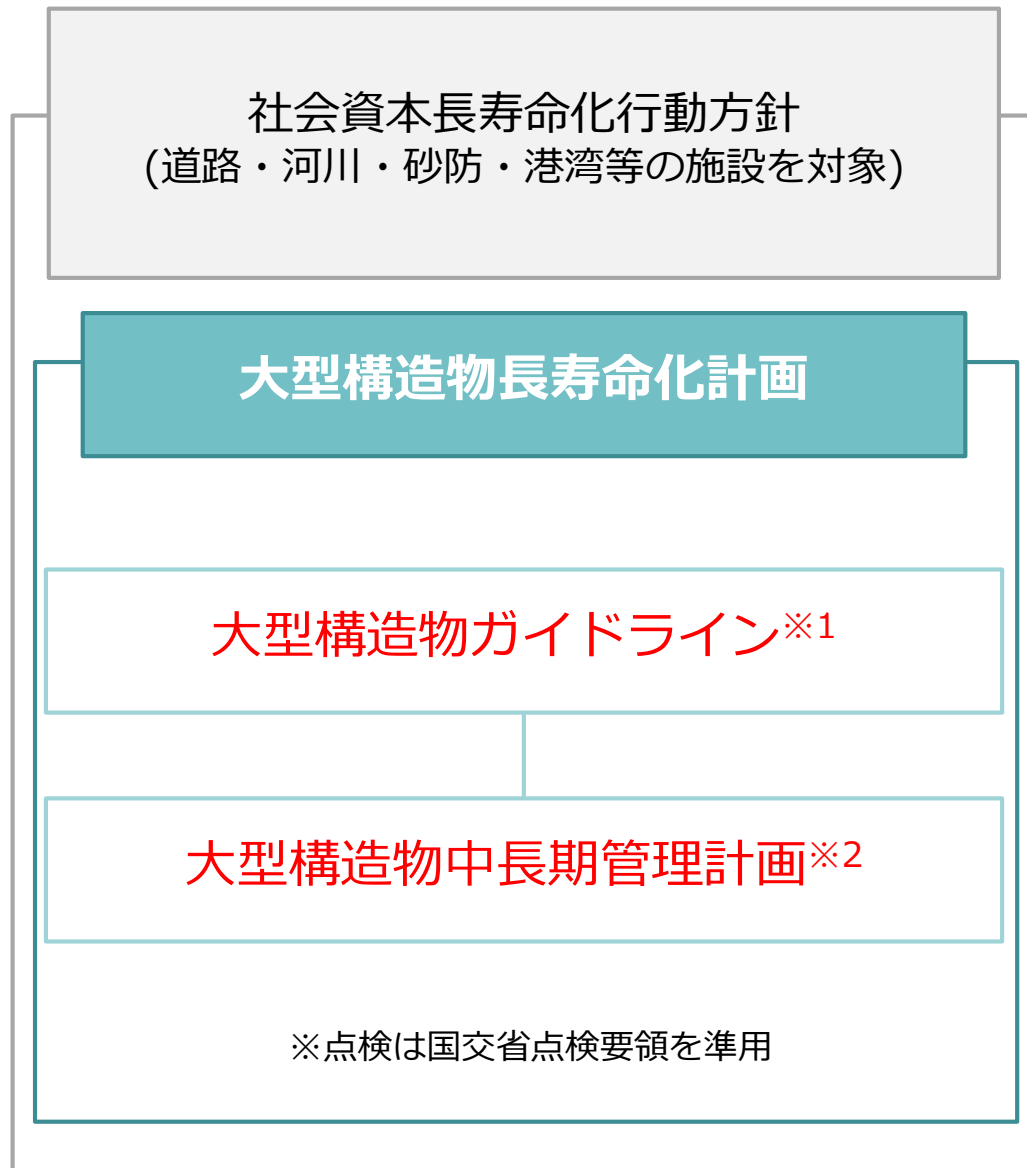 社会資本長寿命化行動方針
(道路・河川・砂防・港湾等の施設を対象)
大型構造物長寿命化計画
大型構造物ガイドライン※1
大型構造物中長期管理計画※2
※点検は国交省点検要領を準用